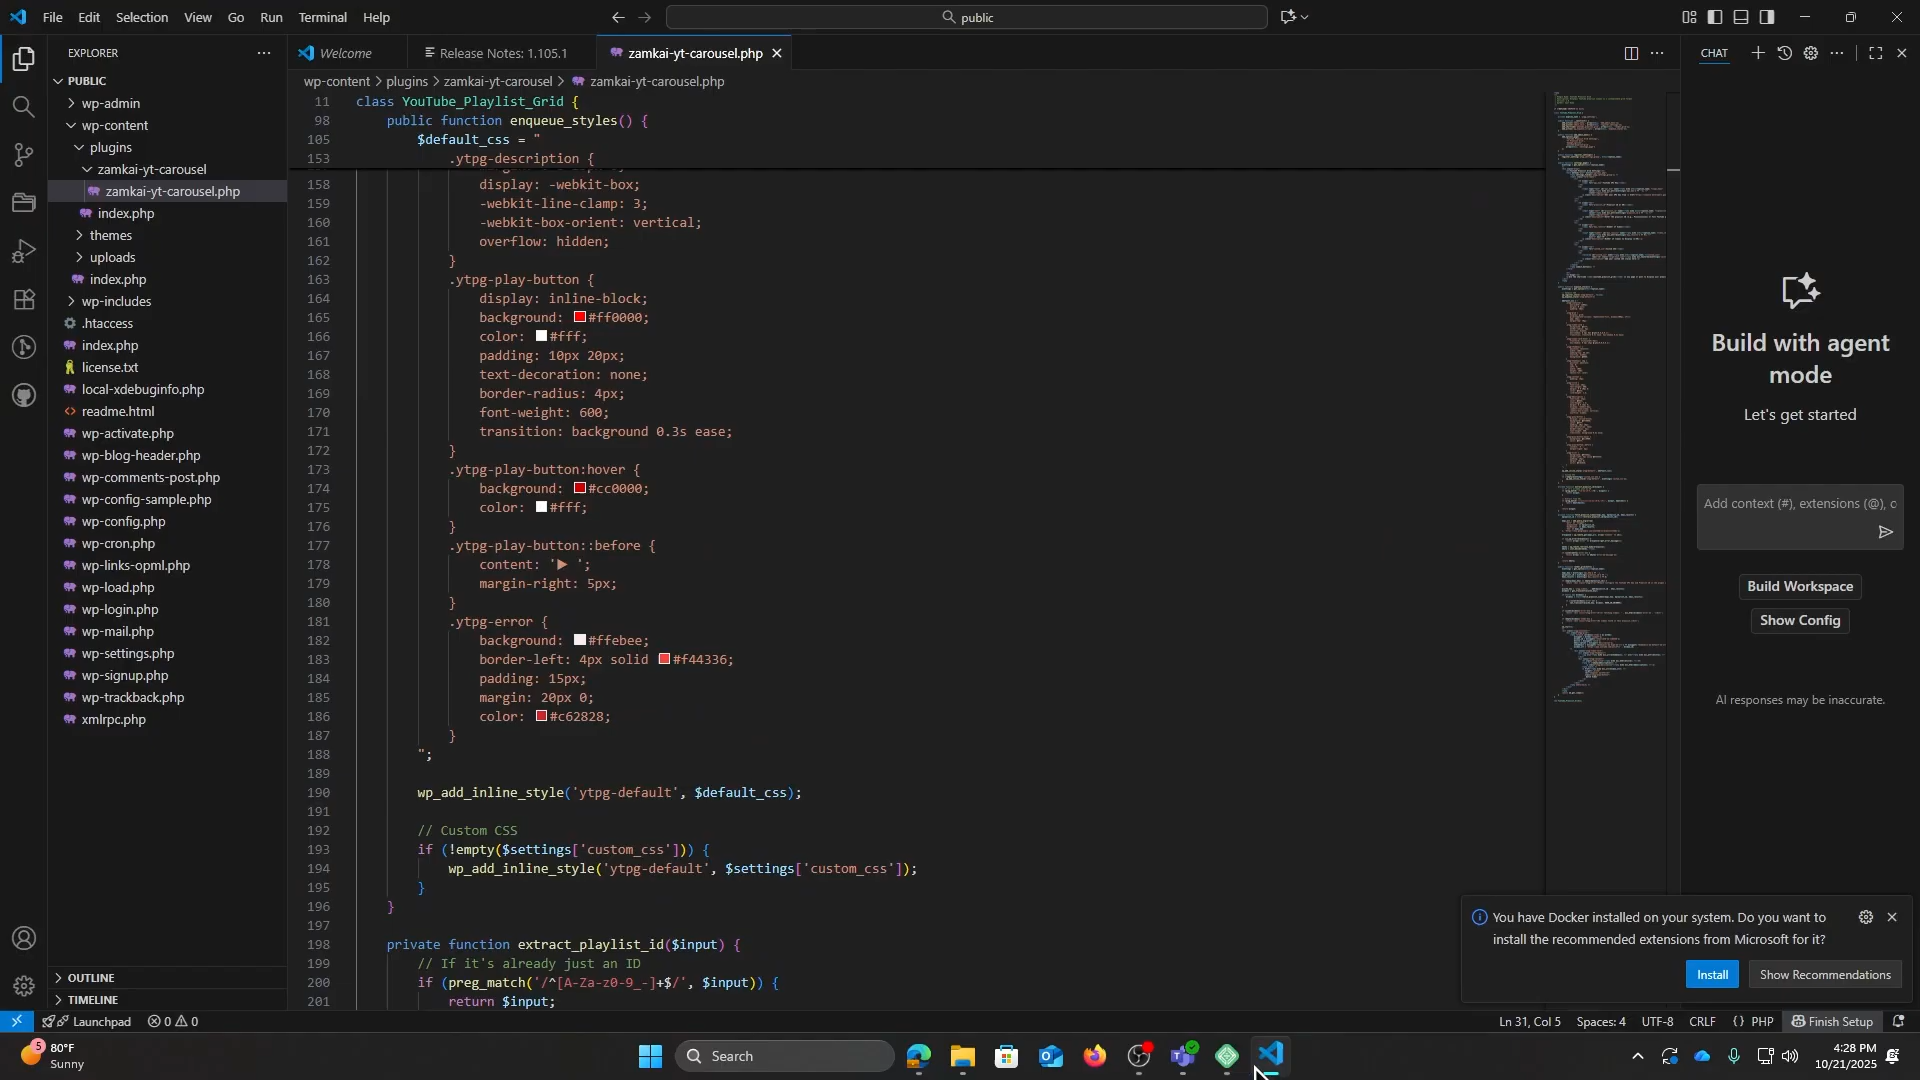 File Edit Selection View Go Run Terminal Help
public
EXPLORER
Welcome
Release Notes: 1.105.1
zamkai-yt-carousel.php
CHAT
PUBLIC
wp-admin
wp-content
plugins
zamkai-yt-carousel
zamkai-yt-carousel.php
index.php
themes
uploads
index.php
wp-includes
.htaccess
index.php
license.txt
local-xdebuginfo.php
readme.html
wp-activate.php
wp-blog-header.php
wp-comments-post.php
wp-config-sample.php
wp-config.php
wp-cron.php
wp-links-opml.php
wp-load.php
wp-login.php
wp-mail.php
wp-settings.php
wp-signup.php
wp-trackback.php
xmlrpc.php
OUTLINE
TIMELINE
wp-content > plugins > zamkai-yt-carousel > zamkai-yt-carousel.php
11 class YouTube_Playlist_Grid {
98 public function enqueue_styles() {
105 $default_css = "
153 .ytpg-description {
158 display: -webkit-box;
159 -webkit-line-clamp: 3;
160 -webkit-box-orient: vertical;
161 overflow: hidden;
162 }
163 .ytpg-play-button {
164 display: inline-block;
165 background: #ff0000;
166 color: #fff;
167 padding: 10px 20px;
168 text-decoration: none;
169 border-radius: 4px;
170 font-weight: 600;
171 transition: background 0.3s ease;
172 }
173 .ytpg-play-button:hover {
174 background: #cc0000;
175 color: #fff;
176 }
177 .ytpg-play-button::before {
178 content: '▶ ';
179 margin-right: 5px;
180 }
181 .ytpg-error {
182 background: #ffebee;
183 border-left: 4px solid #f44336;
184 padding: 15px;
185 margin: 20px 0;
186 color: #c62828;
187 }
188 ";
189
190 wp_add_inline_style('ytpg-default', $default_css);
191
192 // Custom CSS
193 if (!empty($settings['custom_css'])) {
194 wp_add_inline_style('ytpg-default', $settings['custom_css']);
195 }
196 }
197
198 private function extract_playlist_id($input) {
199 // If it's already just an ID
200 if (preg_match('/^[A-Za-z0-9_-]+$/', $input)) {
201 return $input;
Build with agent
mode
Let's get started
Add context (#), extensions (@), c
Build Workspace
Show Config
AI responses may be inaccurate.
You have Docker installed on your system. Do you want to
install the recommended extensions from Microsoft for it?
Install
Show Recommendations
Launchpad
0 0
Ln 31, Col 5
Spaces: 4
UTF-8
CRLF
{ } PHP
Finish Setup
5
80°F
Sunny
Search
4:28 PM
10/21/2025